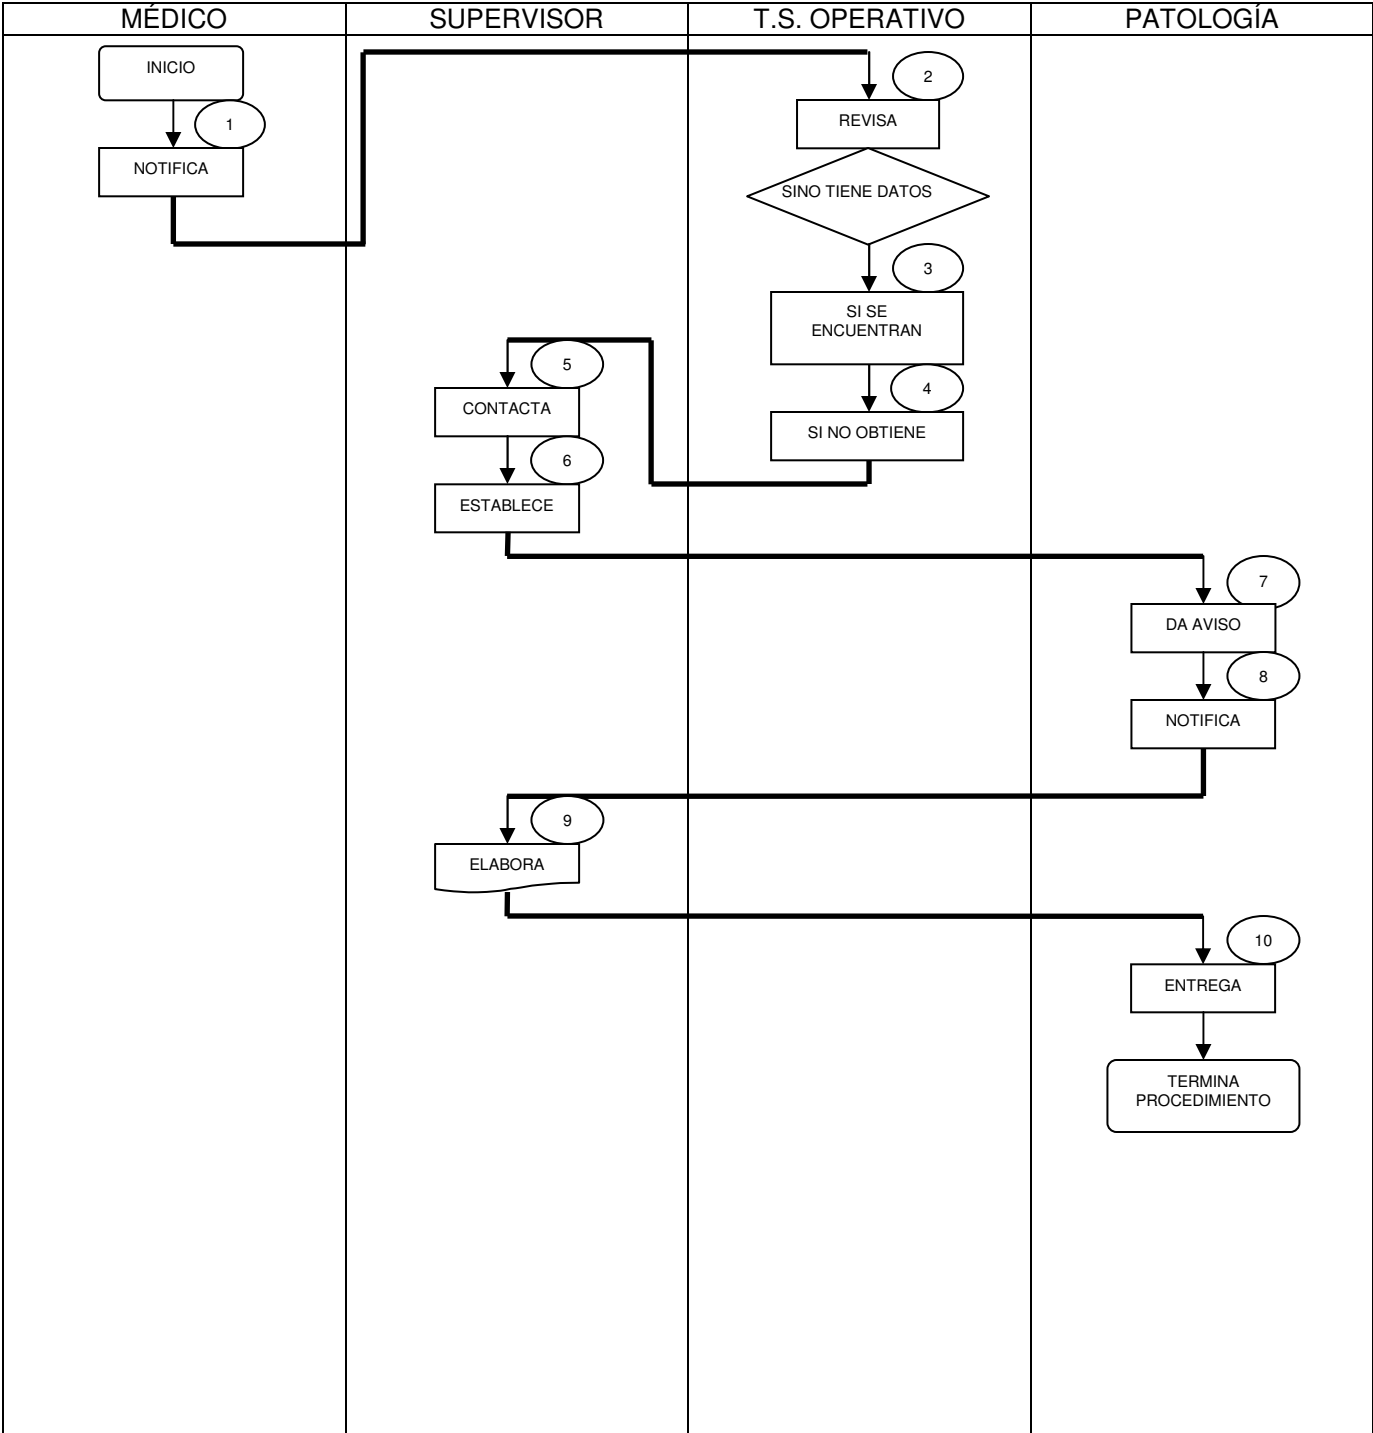 MÉDICO
SUPERVISOR
T.S. OPERATIVO
PATOLOGÍA
INICIO
1
NOTIFICA
2
REVISA
SINO TIENE DATOS
3
SI SE
ENCUENTRAN
4
SI NO OBTIENE
5
CONTACTA
6
ESTABLECE
7
DA AVISO
8
NOTIFICA
9
ELABORA
10
ENTREGA
TERMINA
PROCEDIMIENTO